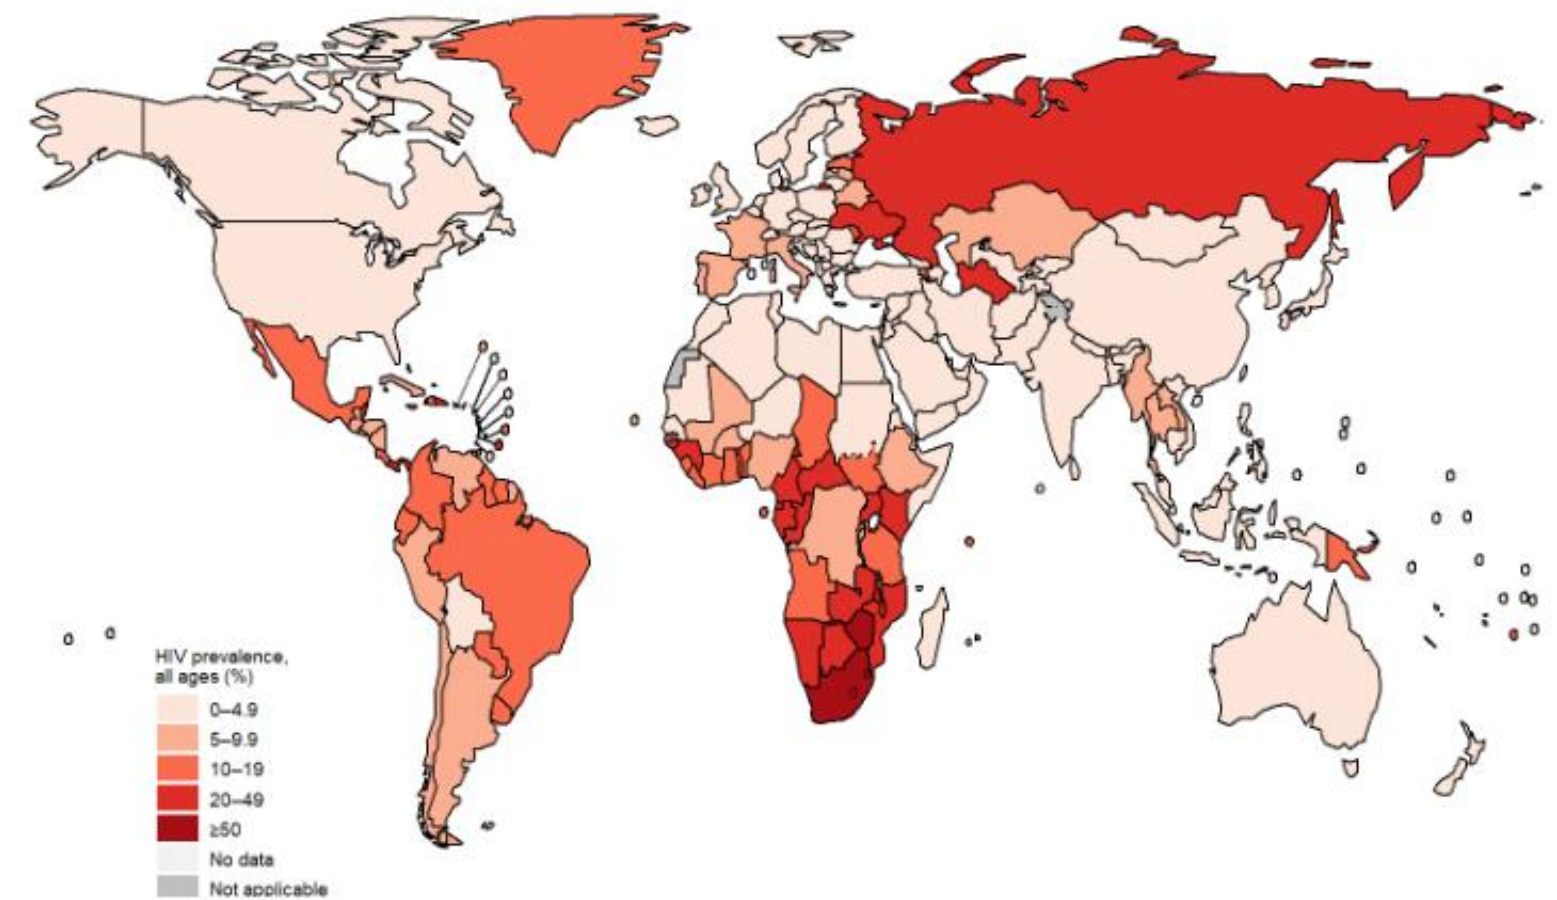 HIV prevalence,
all ages (%)
0–4.9
5–9.9
10–19
20–49
≥50
No data
Not applicable